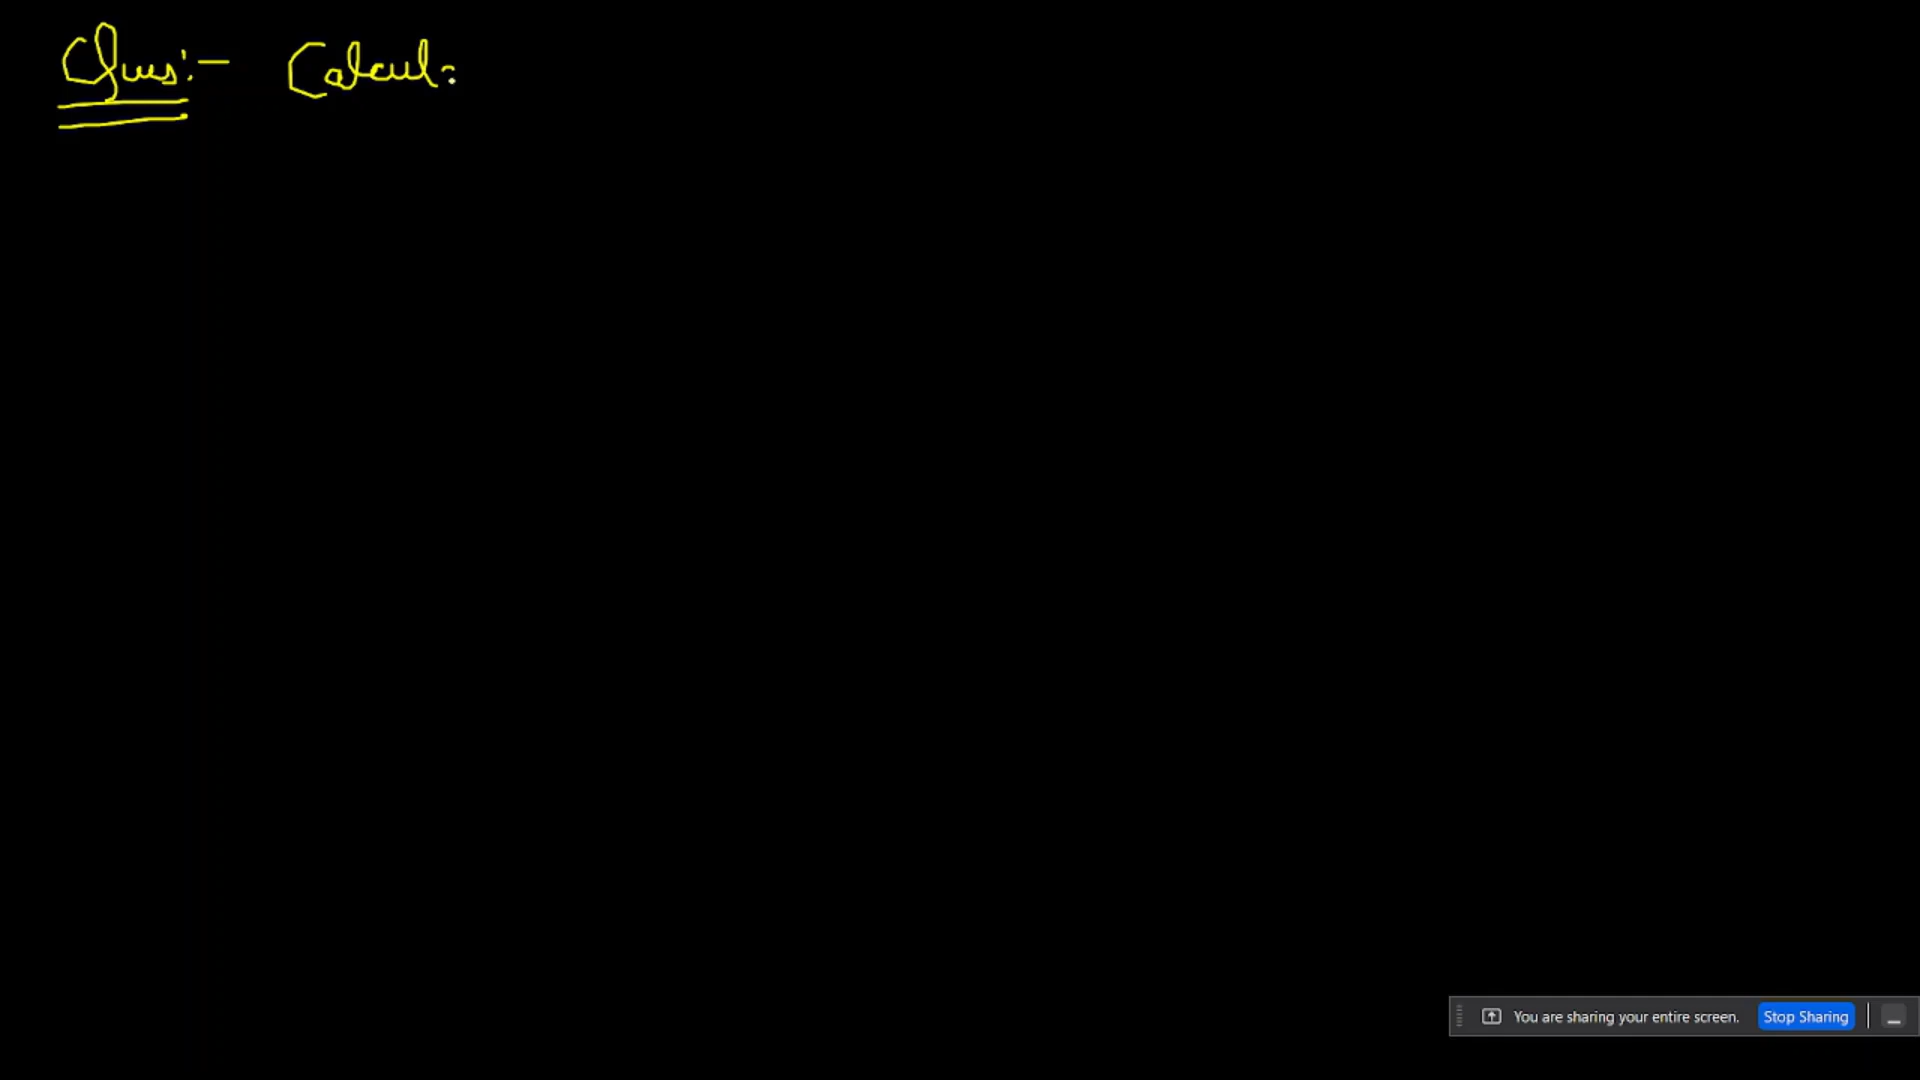 Ques:- Calcul
You are sharing your entire screen. Stop Sharing